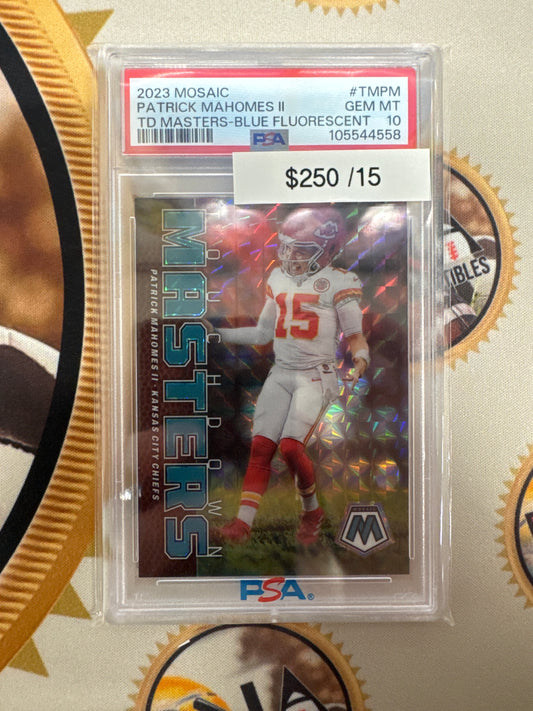 2023 MOSAIC #TMPM
PATRICK MAHOMES II GEM MT
TD MASTERS-BLUE FLUORESCENT 10
PSA 105544558
$250 /15
TOUCHDOWN
MASTERS
PATRICK MAHOMES II - KANSAS CITY CHIEFS
15
15
MOSAIC
M
PSA®